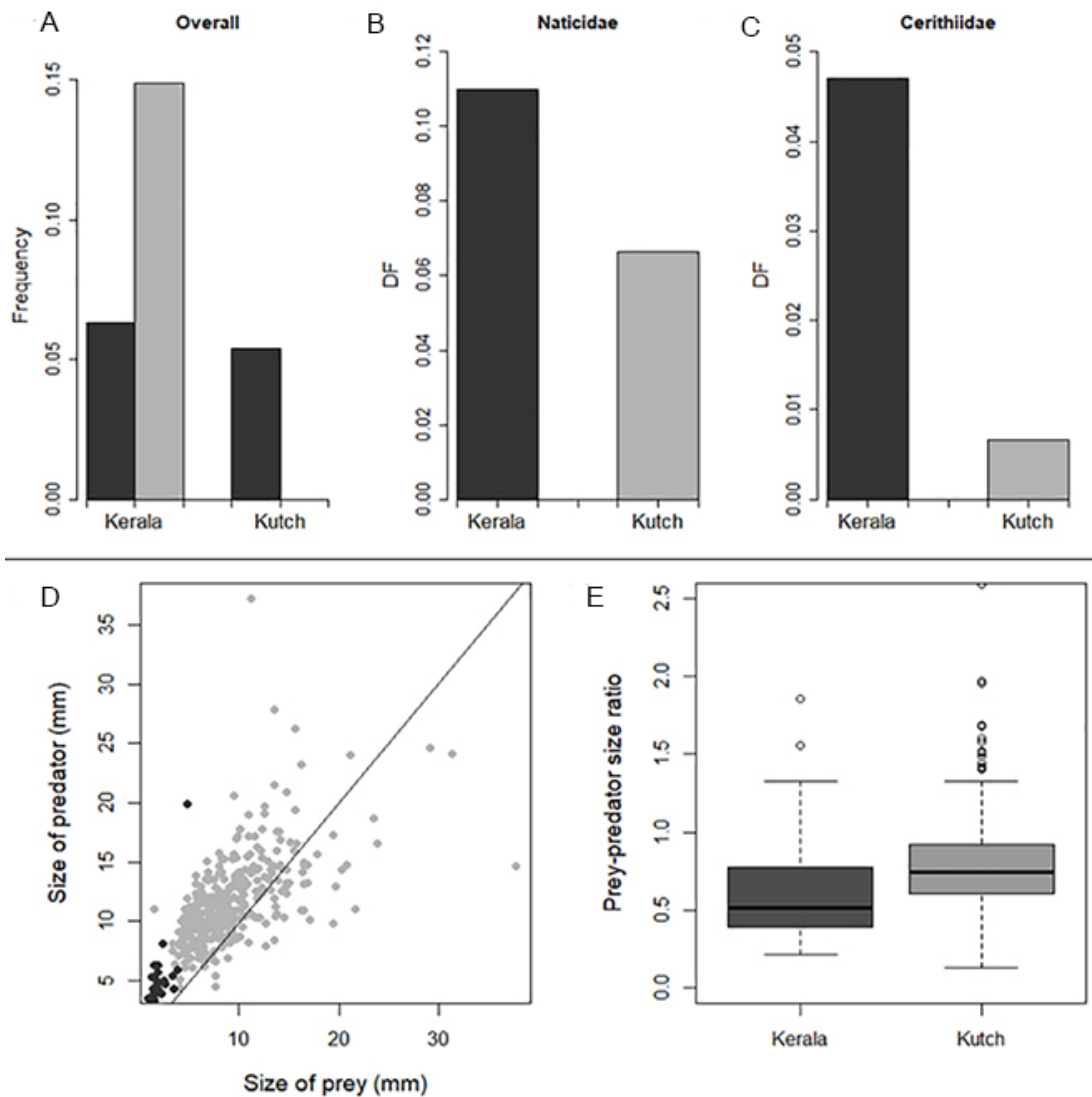 A
Overall
Frequency
0.15
0.10
0.05
0.00
Kerala
Kutch
B
Naticidae
DF
0.12
0.10
0.08
0.06
0.04
0.02
0.00
Kerala
Kutch
C
Cerithiidae
DF
0.05
0.04
0.03
0.02
0.01
0.00
Kerala
Kutch
D
Size of predator (mm)
35
30
25
20
15
10
5
10
20
30
Size of prey (mm)
E
Prey-predator size ratio
2.5
2.0
1.5
1.0
0.5
0.0
Kerala
Kutch